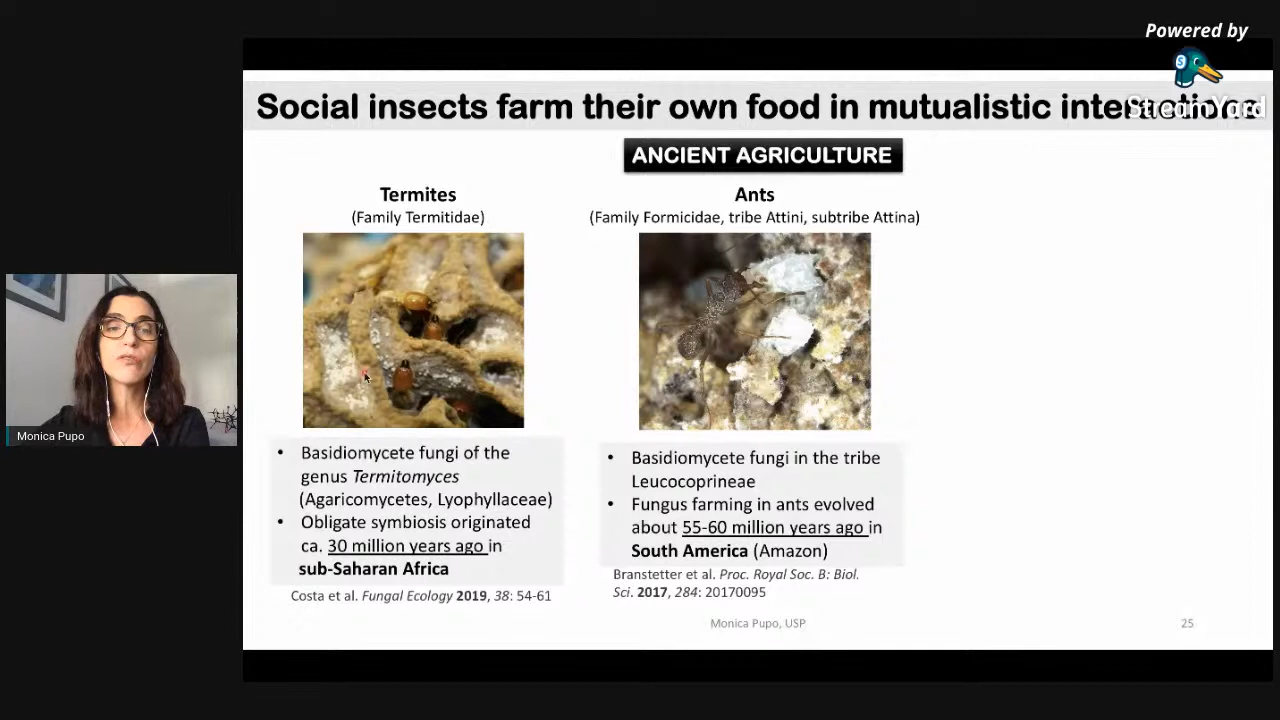 Powered by
StreamYard
Social insects farm their own food in mutualistic interactions
ANCIENT AGRICULTURE
Termites
(Family Termitidae)
Ants
(Family Formicidae, tribe Attini, subtribe Attina)
Monica Pupo
• Basidiomycete fungi of the
genus Termitomyces
(Agaricomycetes, Lyophyllaceae)
• Obligate symbiosis originated
ca. 30 million years ago in
sub-Saharan Africa
Costa et al. Fungal Ecology 2019, 38: 54-61
• Basidiomycete fungi in the tribe
Leucocoprineae
• Fungus farming in ants evolved
about 55-60 million years ago in
South America (Amazon)
Branstetter et al. Proc. Royal Soc. B: Biol.
Sci. 2017, 284: 20170095
Monica Pupo, USP
25